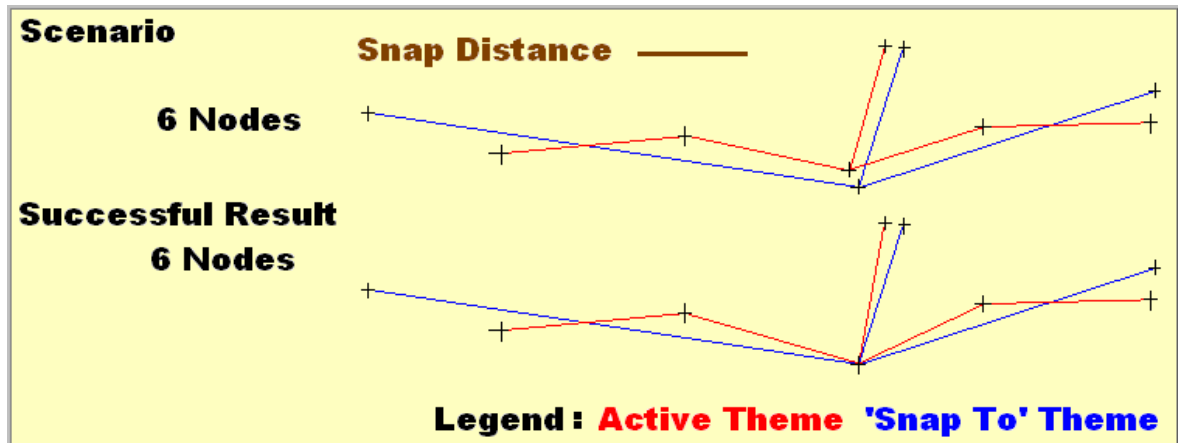 Scenario
Snap Distance
6 Nodes
Successful Result
6 Nodes
Legend : Active Theme 'Snap To' Theme